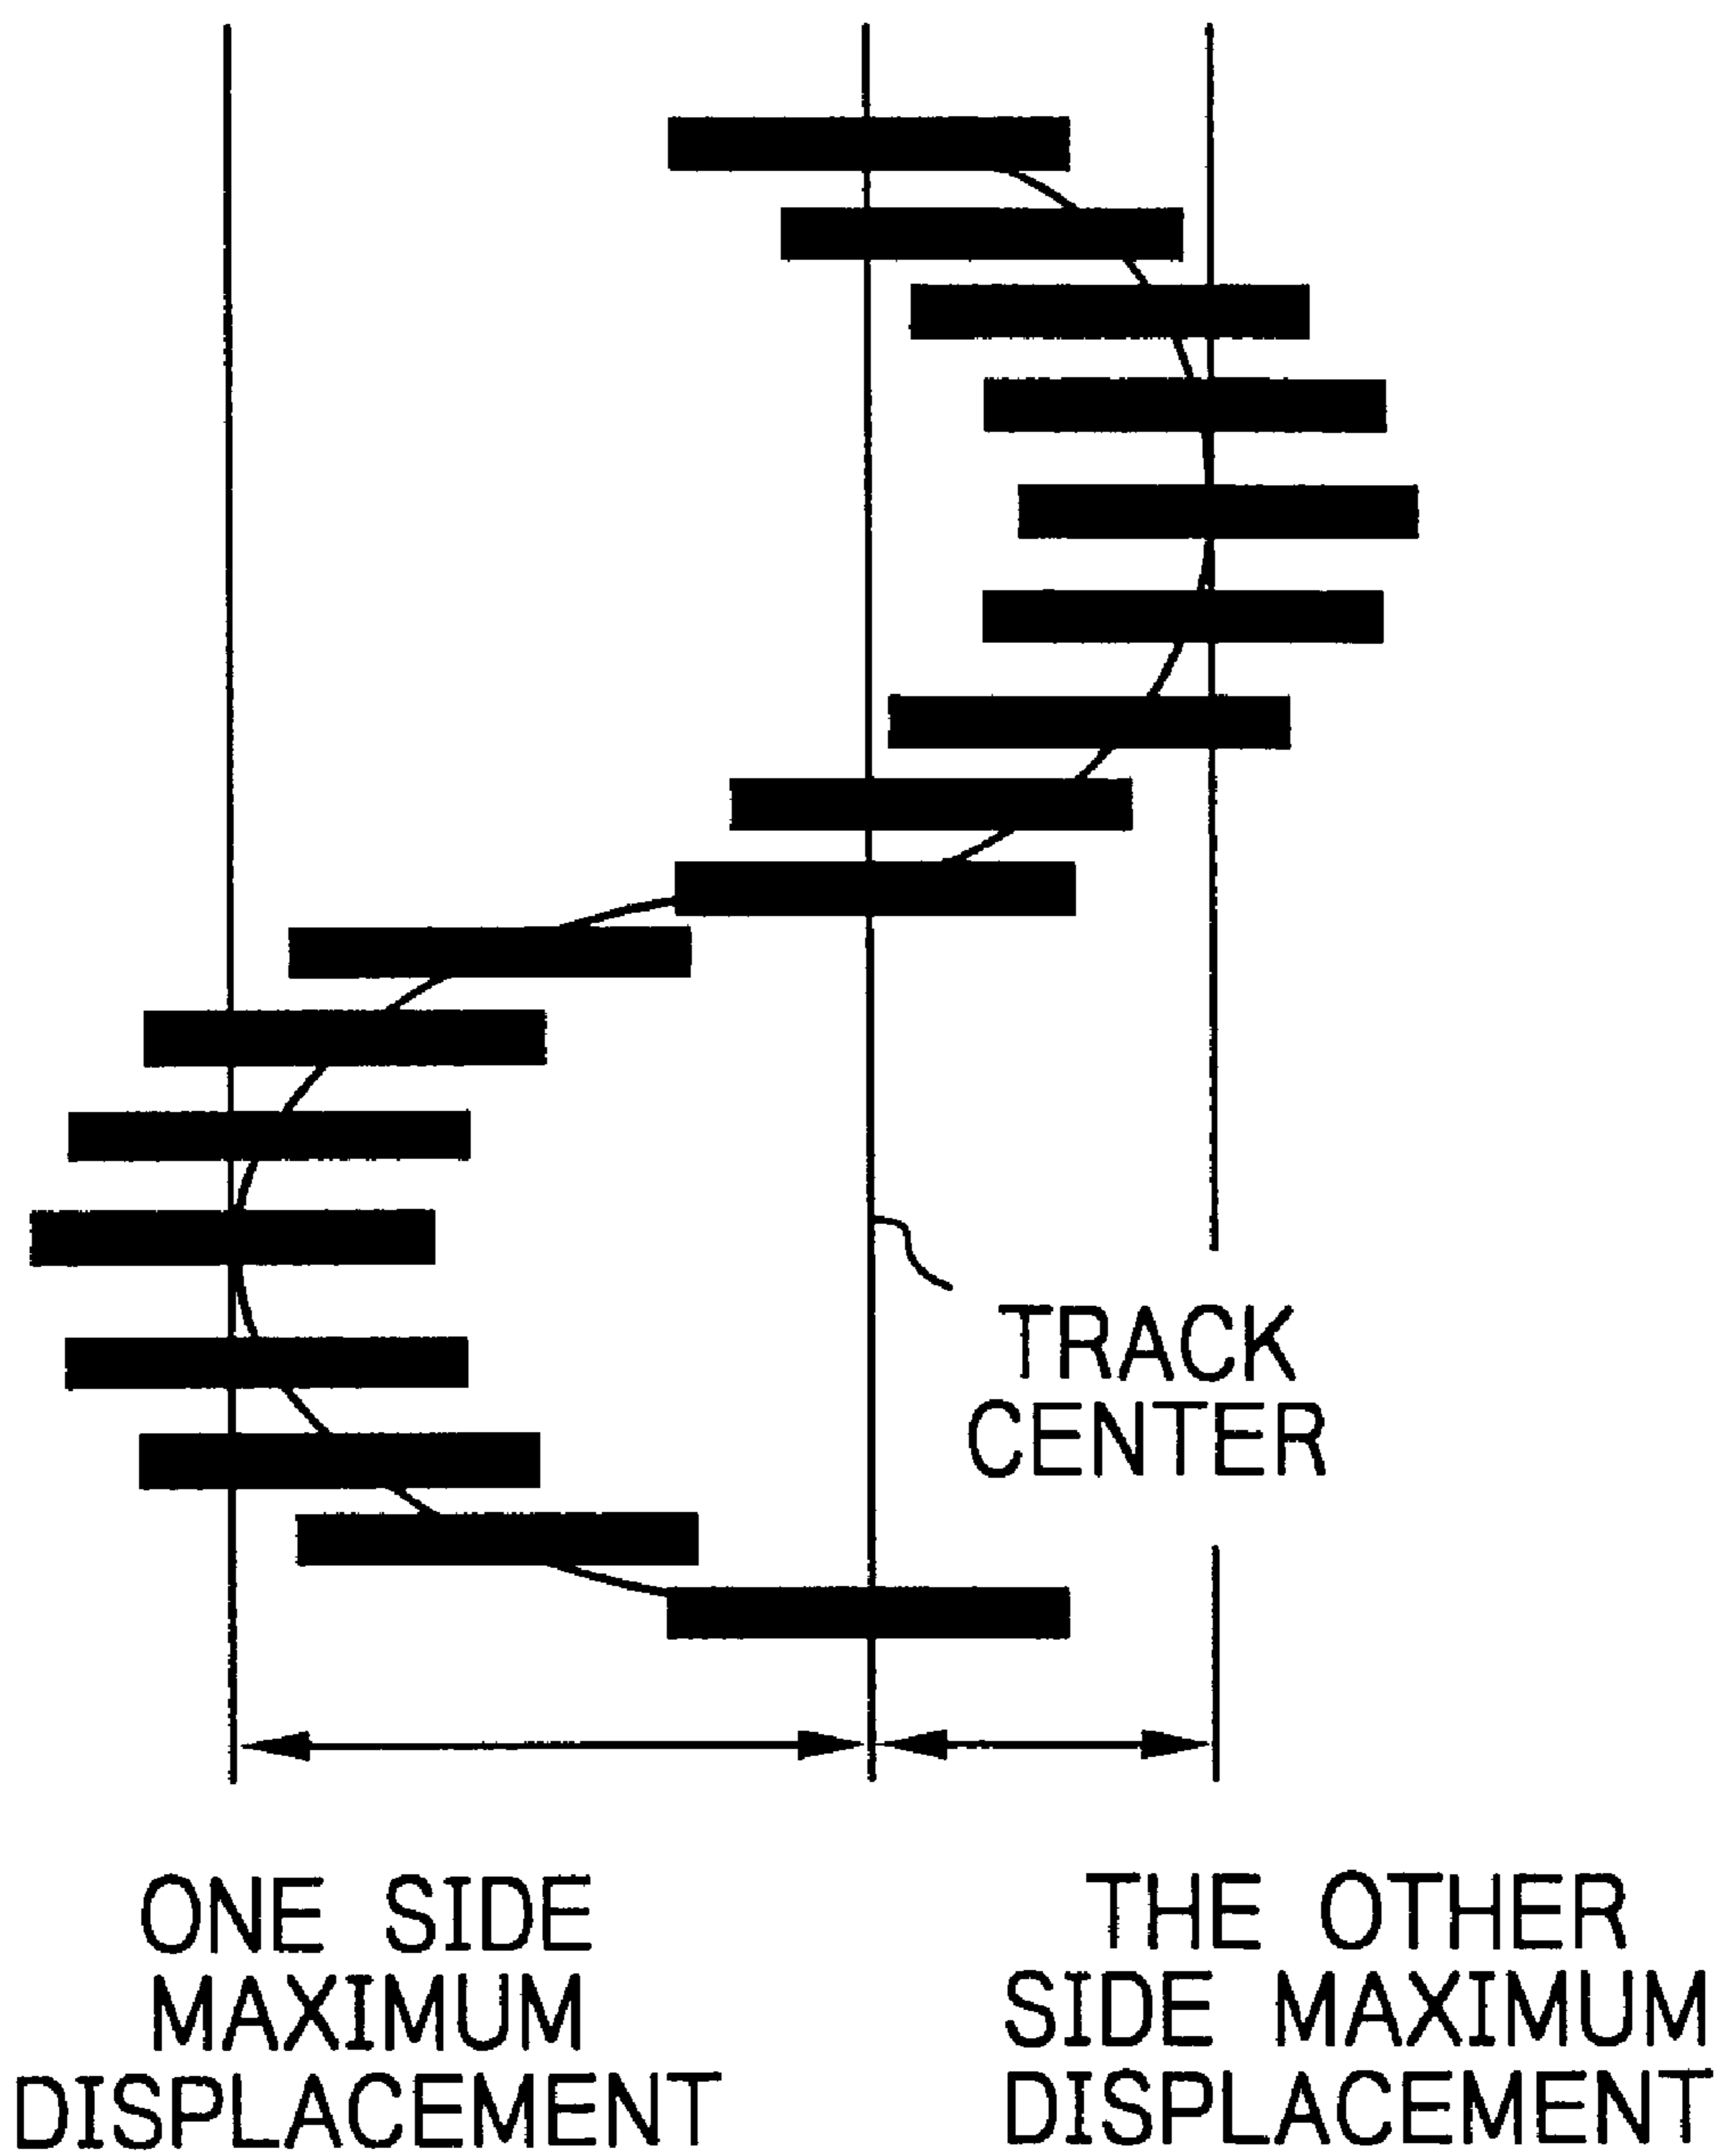 TRACK
CENTER
ONE SIDE
MAXIMUM
DISPLACEMENT
THE OTHER
SIDE MAXIMUM
DISPLACEMENT